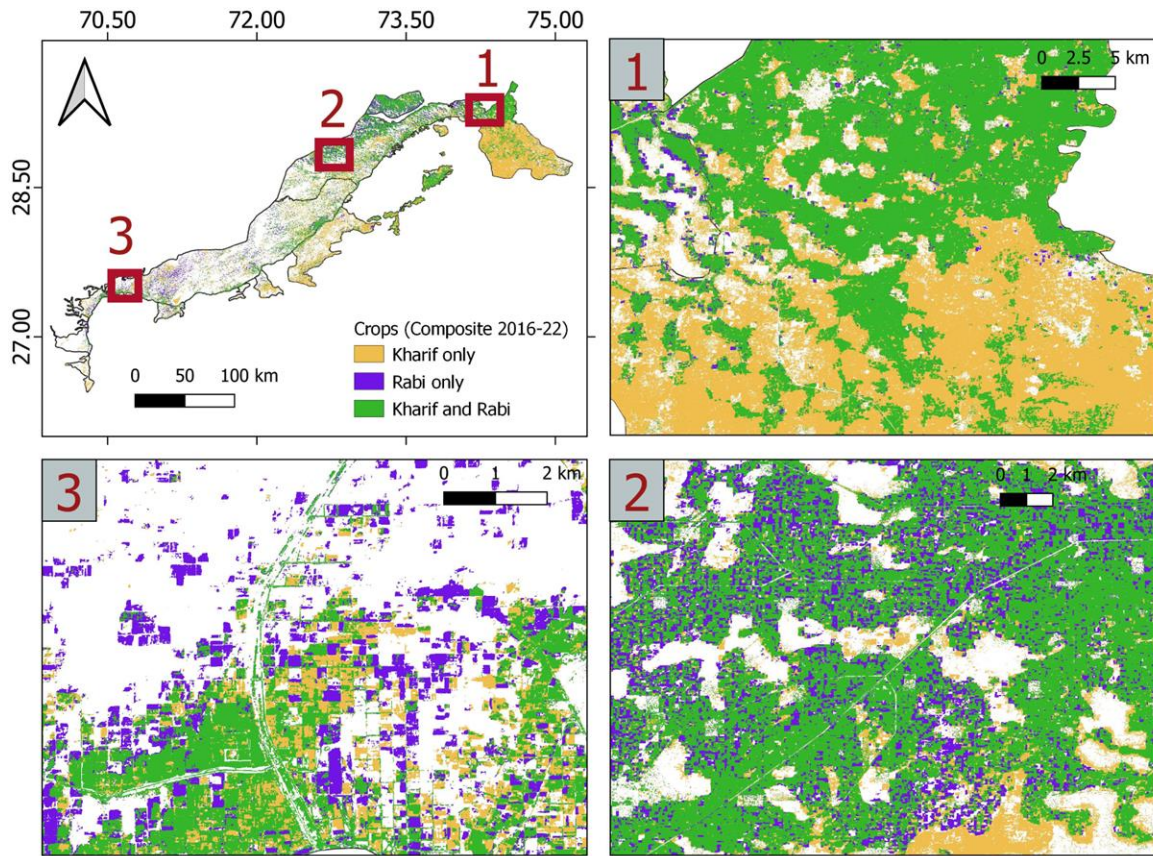 70.50 72.00 73.50 75.00
28.50
27.00
1
2
3
Crops (Composite 2016-22)
Kharif only
Rabi only
Kharif and Rabi
0 50 100 km
1
0 2.5 5 km
3
0 1 2 km
2
0 1 2 km